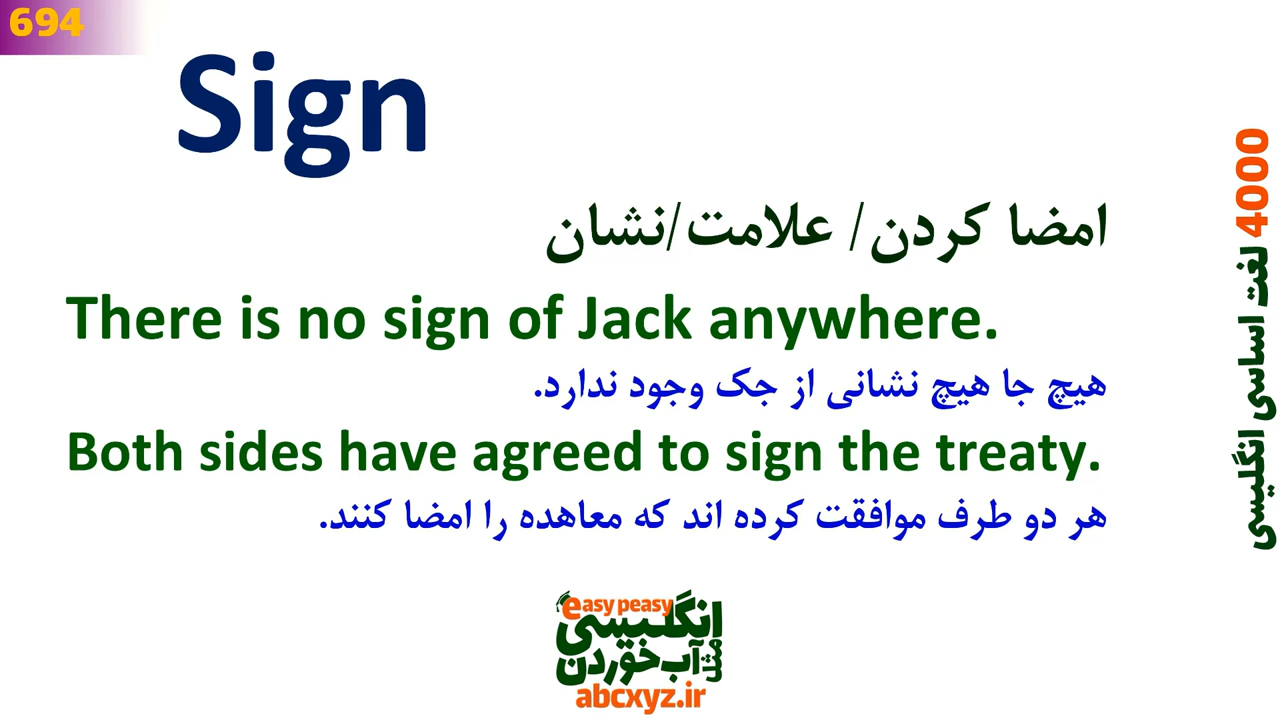 694
Sign
امضا کردن/ علامت/نشان
There is no sign of Jack anywhere.
هیچ جا هیچ نشانی از جک وجود ندارد.
Both sides have agreed to sign the treaty.
هر دو طرف موافقت کرده اند که معاهده را امضا کنند.
4000 لغت اساسی انگلیسی
easy peasy
انگلیسی
مثل آب خوردن
abcxyz.ir